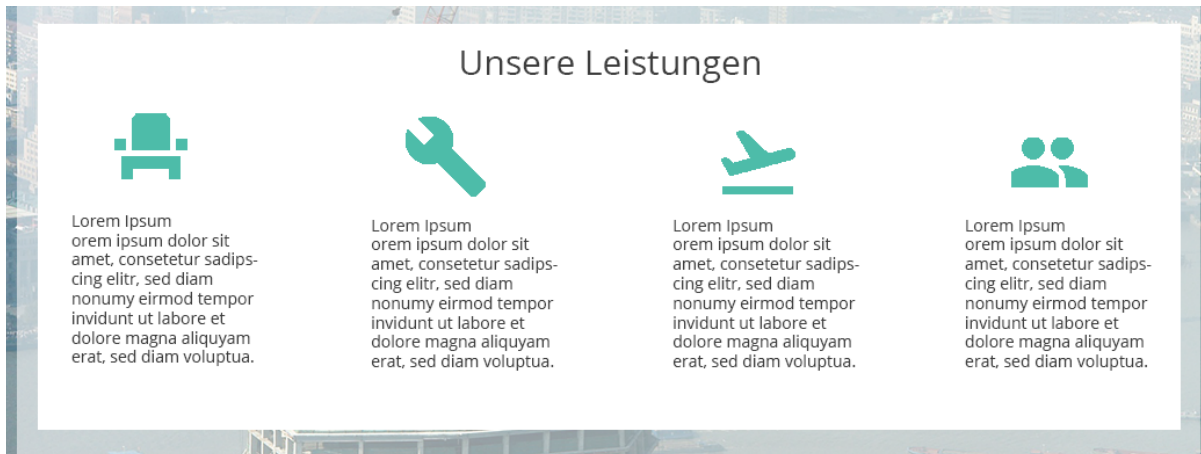 Unsere Leistungen
Lorem Ipsum
orem ipsum dolor sit
amet, consetetur sadips-
cing elitr, sed diam
nonumy eirmod tempor
invidunt ut labore et
dolore magna aliquyam
erat, sed diam voluptua.
Lorem Ipsum
orem ipsum dolor sit
amet, consetetur sadips-
cing elitr, sed diam
nonumy eirmod tempor
invidunt ut labore et
dolore magna aliquyam
erat, sed diam voluptua.
Lorem Ipsum
orem ipsum dolor sit
amet, consetetur sadips-
cing elitr, sed diam
nonumy eirmod tempor
invidunt ut labore et
dolore magna aliquyam
erat, sed diam voluptua.
Lorem Ipsum
orem ipsum dolor sit
amet, consetetur sadips-
cing elitr, sed diam
nonumy eirmod tempor
invidunt ut labore et
dolore magna aliquyam
erat, sed diam voluptua.